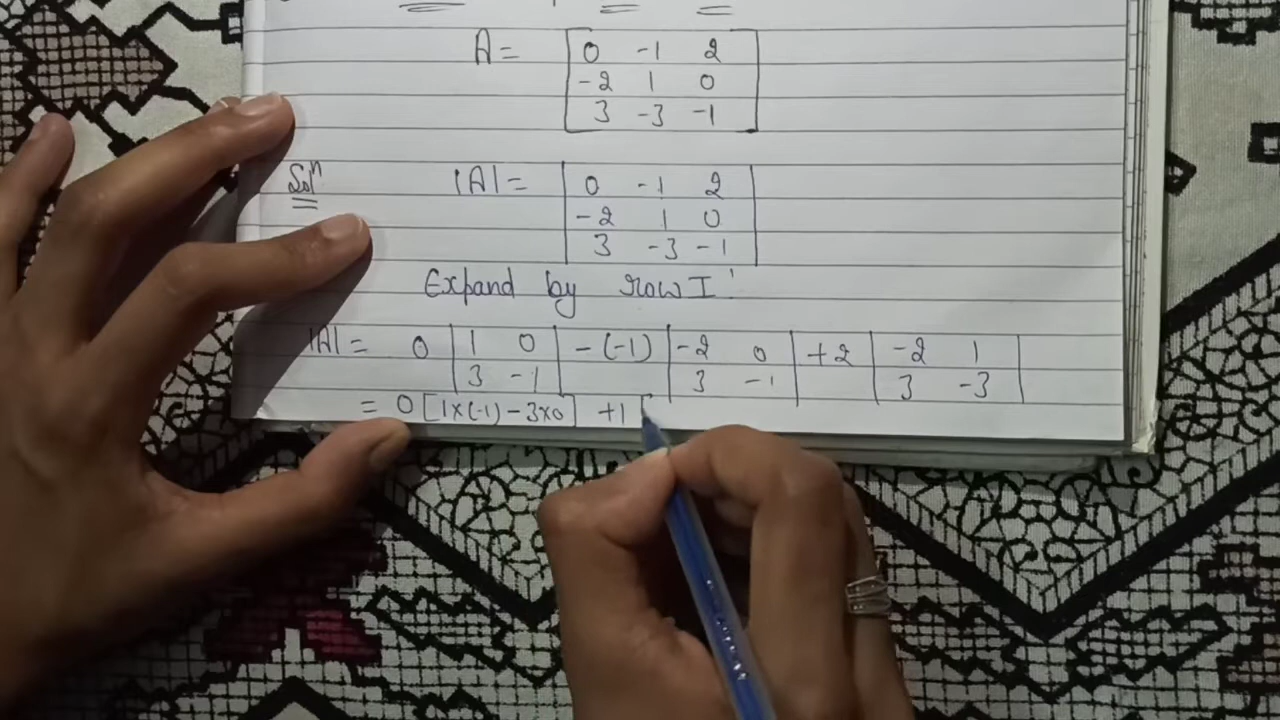 A = [ 0 -1 2
-2 1 0
3 -3 -1 ]
Solⁿ |A| = | 0 -1 2
-2 1 0
3 -3 -1 |
Expand by row I
|A| = 0 | 1 0 | - (-1) | -2 0 | +2 | -2 1 |
| 3 -1 | | 3 -1 | | 3 -3 |
= 0 [1×(-1) - 3×0] +1 [